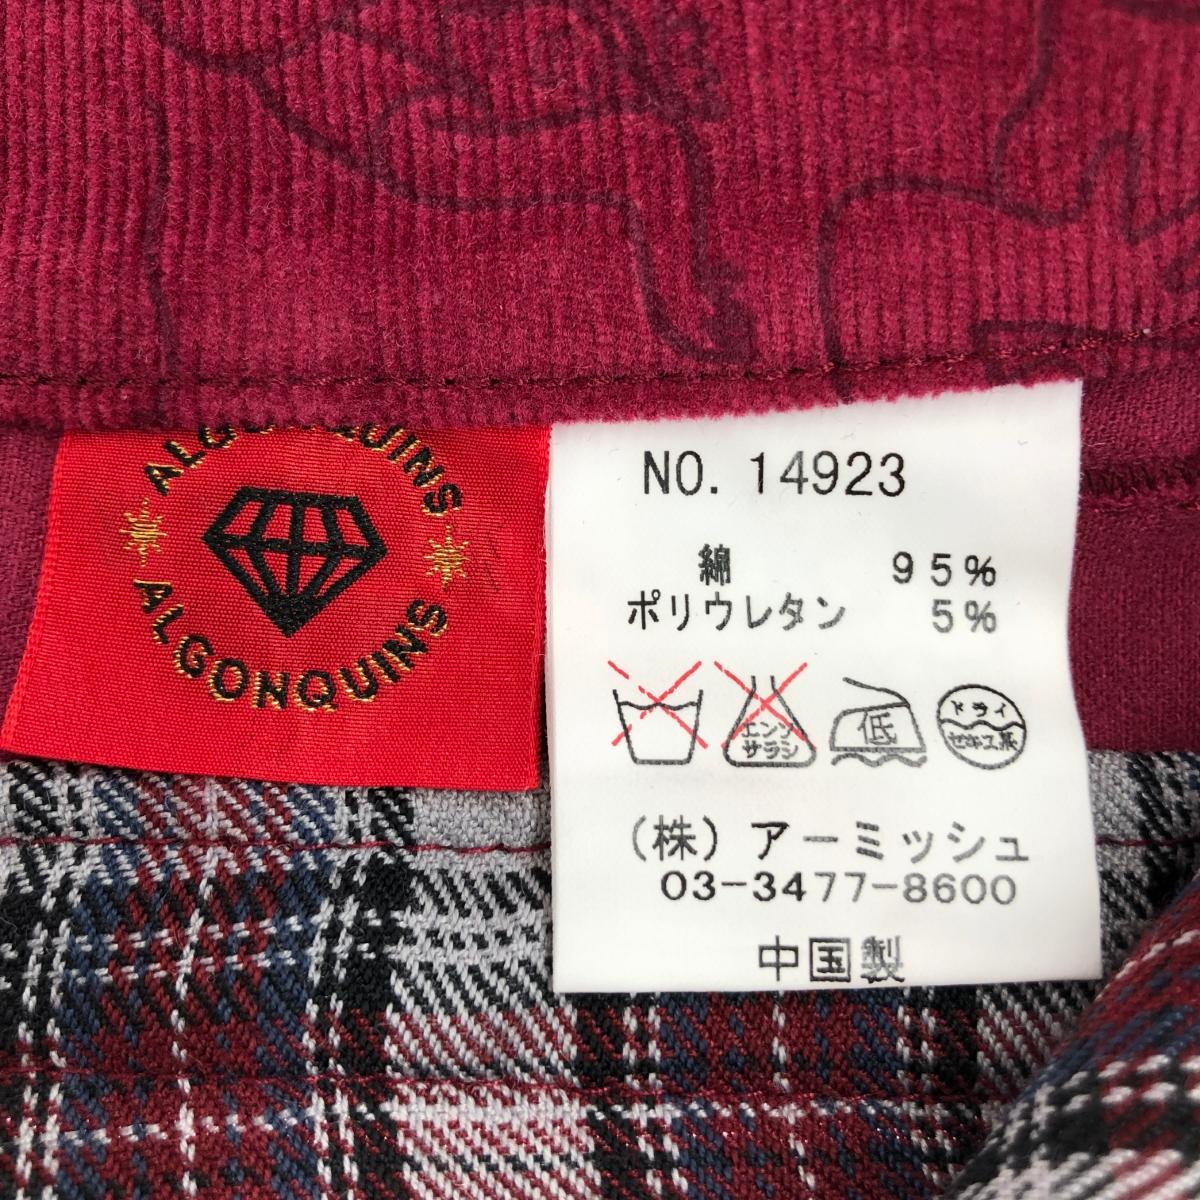 ALGONQUINS
ALGONQUINS
NO. 14923
綿 95%
ポリウレタン 5%
エンソ
サラシ
低
ドライ
セキユ系
(株) アーミッシュ
03-3477-8600
中国製